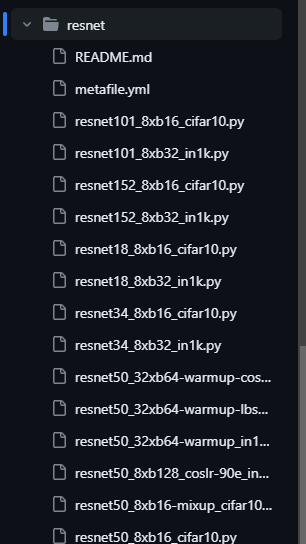 resnet
README.md
metafile.yml
resnet101_8xb16_cifar10.py
resnet101_8xb32_in1k.py
resnet152_8xb16_cifar10.py
resnet152_8xb32_in1k.py
resnet18_8xb16_cifar10.py
resnet18_8xb32_in1k.py
resnet34_8xb16_cifar10.py
resnet34_8xb32_in1k.py
resnet50_32xb64-warmup-cos...
resnet50_32xb64-warmup-lbs...
resnet50_32xb64-warmup_in1...
resnet50_8xb128_coslr-90e_in...
resnet50_8xb16-mixup_cifar10...
resnet50_8xb16_cifar10.py